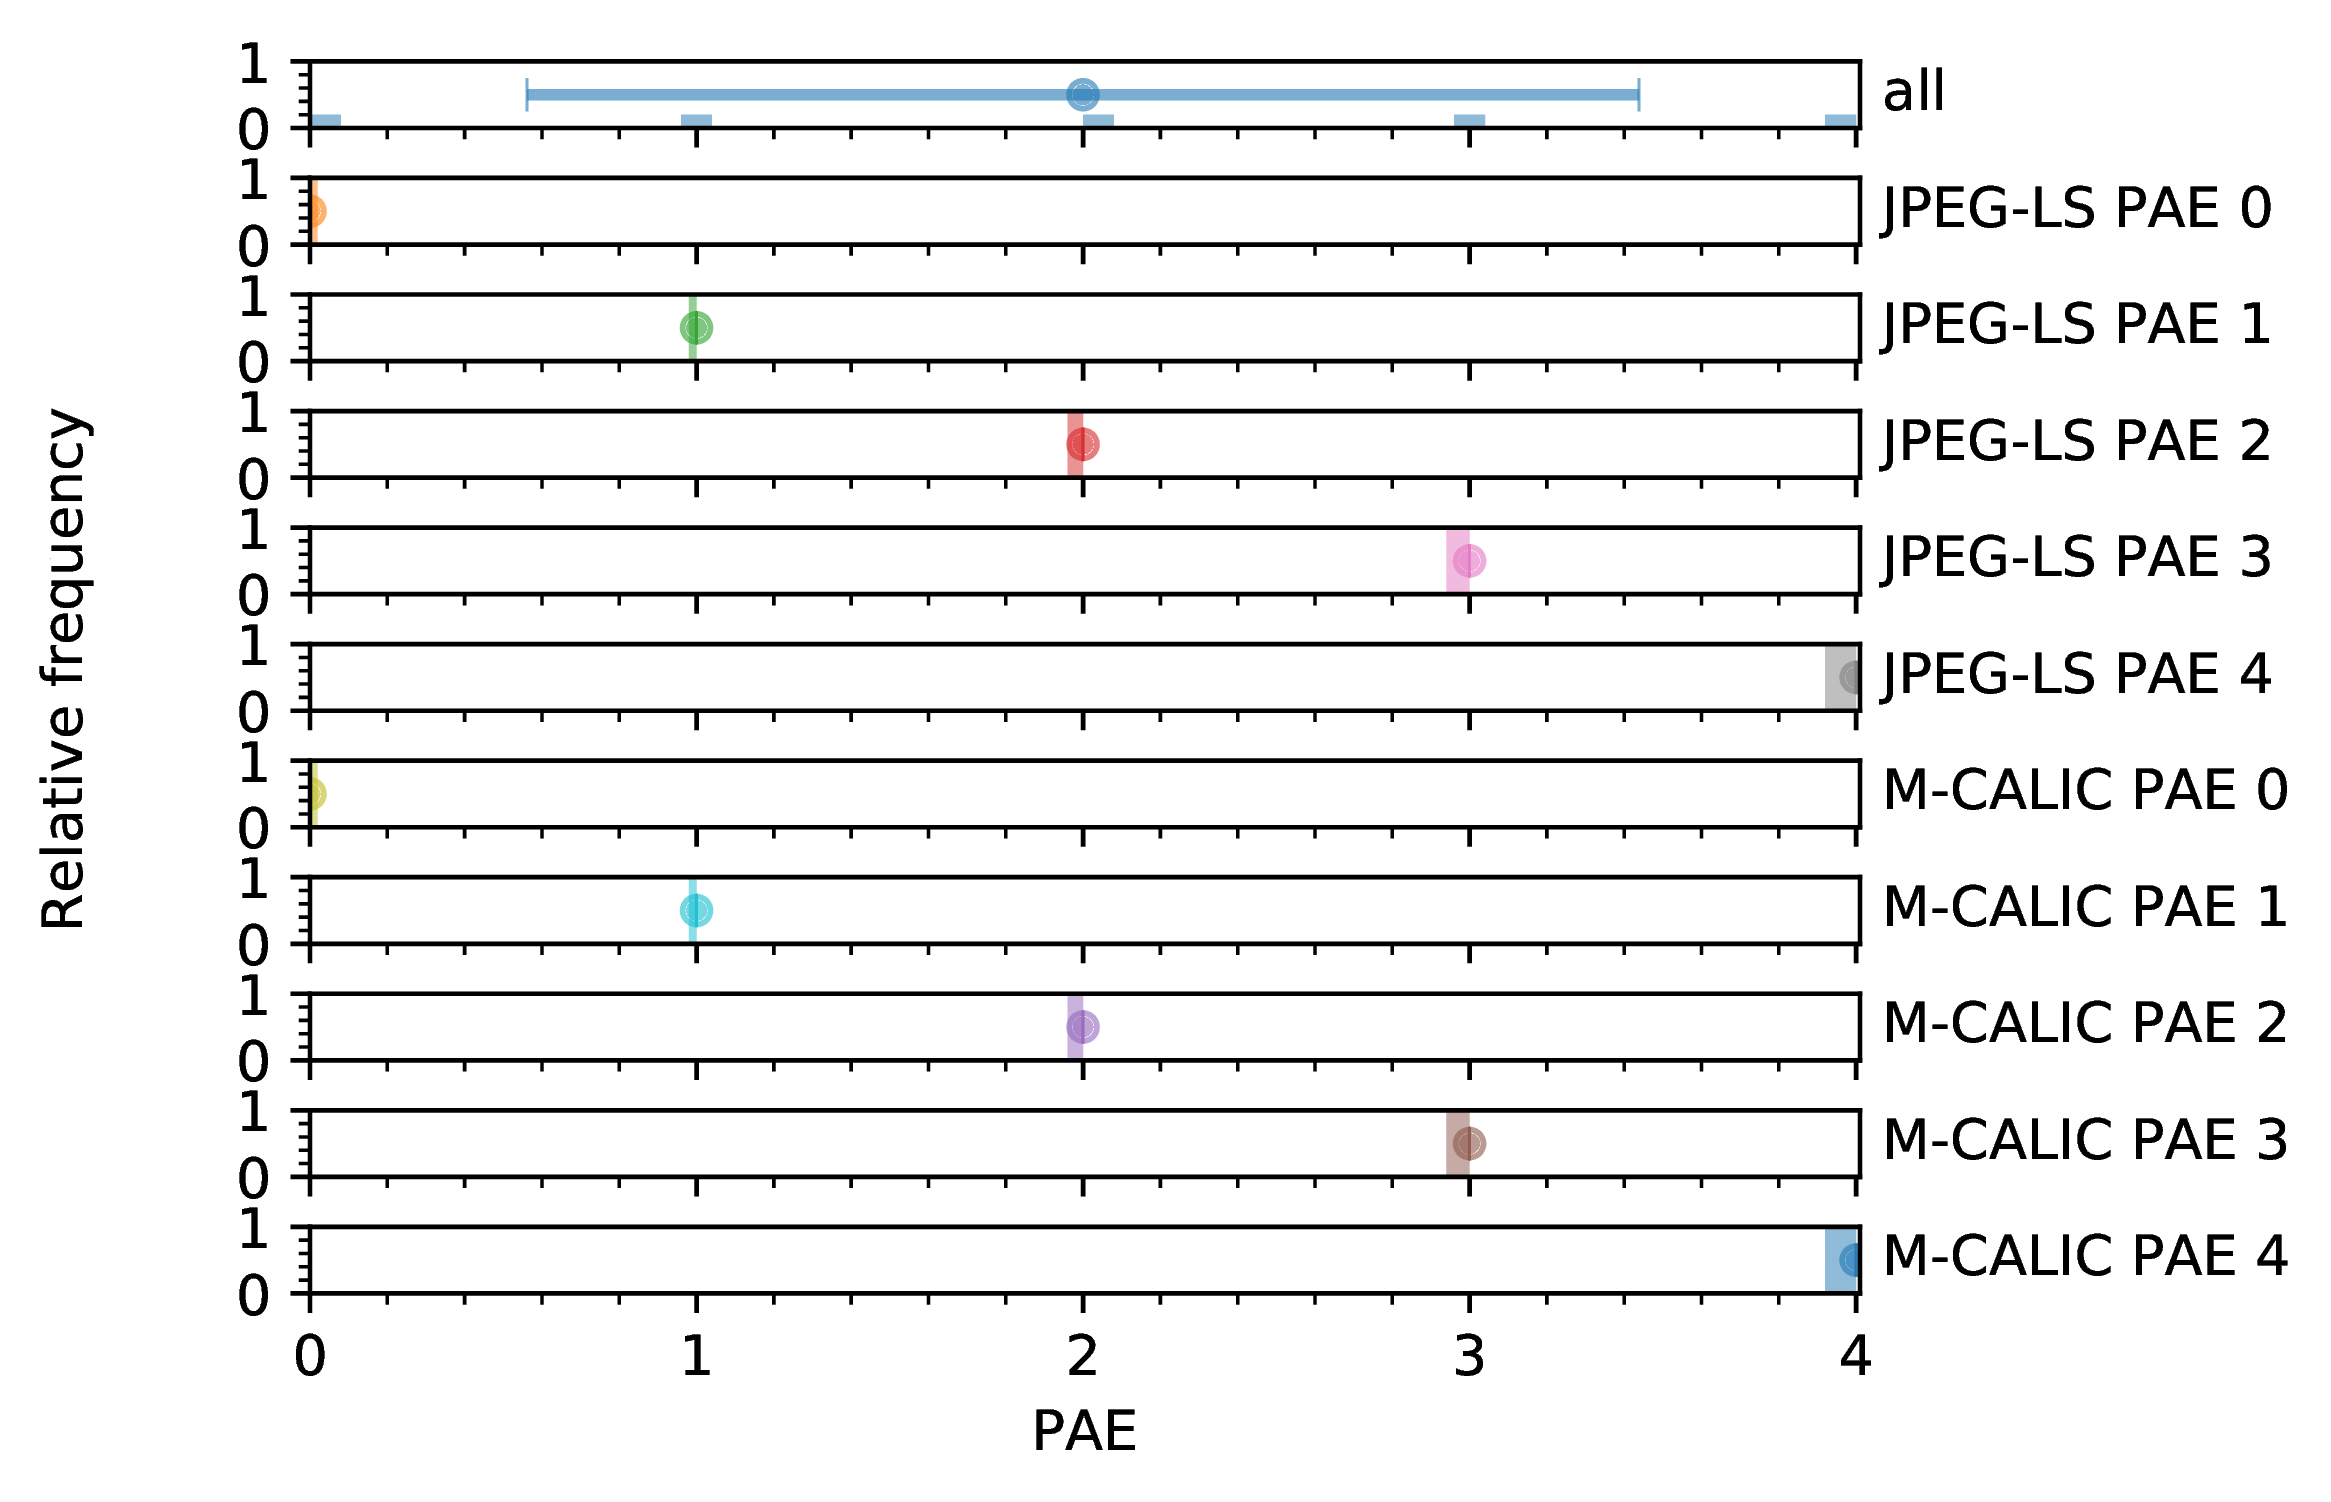 1
0
all
1
0
JPEG-LS PAE 0
1
0
JPEG-LS PAE 1
1
0
JPEG-LS PAE 2
1
0
JPEG-LS PAE 3
1
0
JPEG-LS PAE 4
1
0
M-CALIC PAE 0
1
0
M-CALIC PAE 1
1
0
M-CALIC PAE 2
1
0
M-CALIC PAE 3
1
0
M-CALIC PAE 4
Relative frequency
0 1 2 3 4
PAE